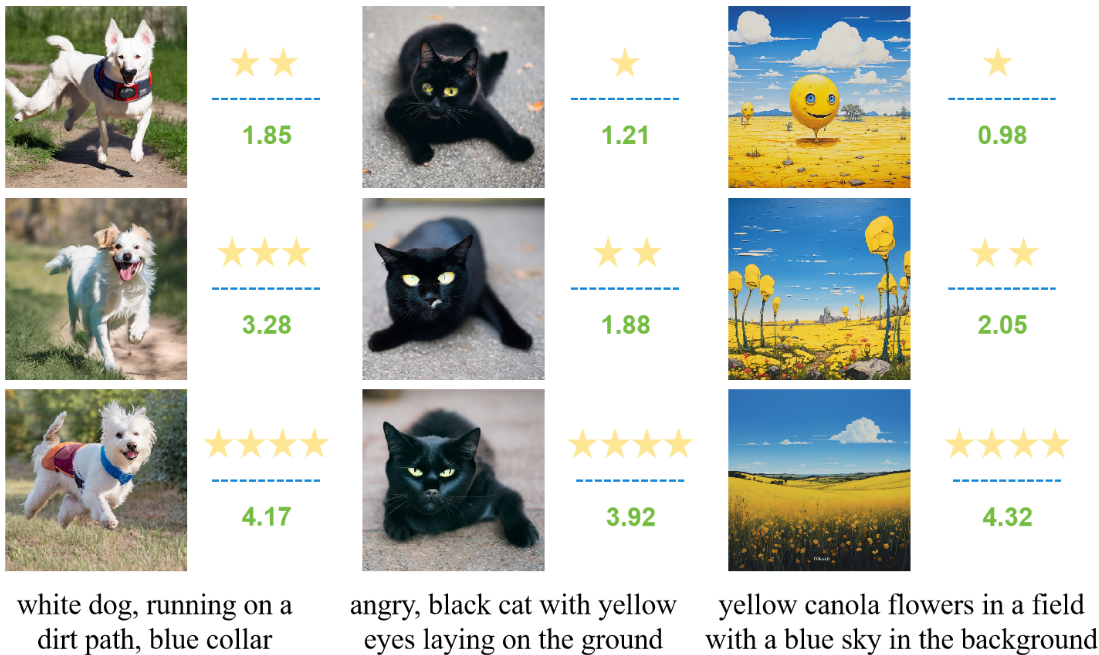 1.85
1.21
0.98
3.28
1.88
2.05
4.17
3.92
4.32
white dog, running on a
dirt path, blue collar
angry, black cat with yellow
eyes laying on the ground
yellow canola flowers in a field
with a blue sky in the background